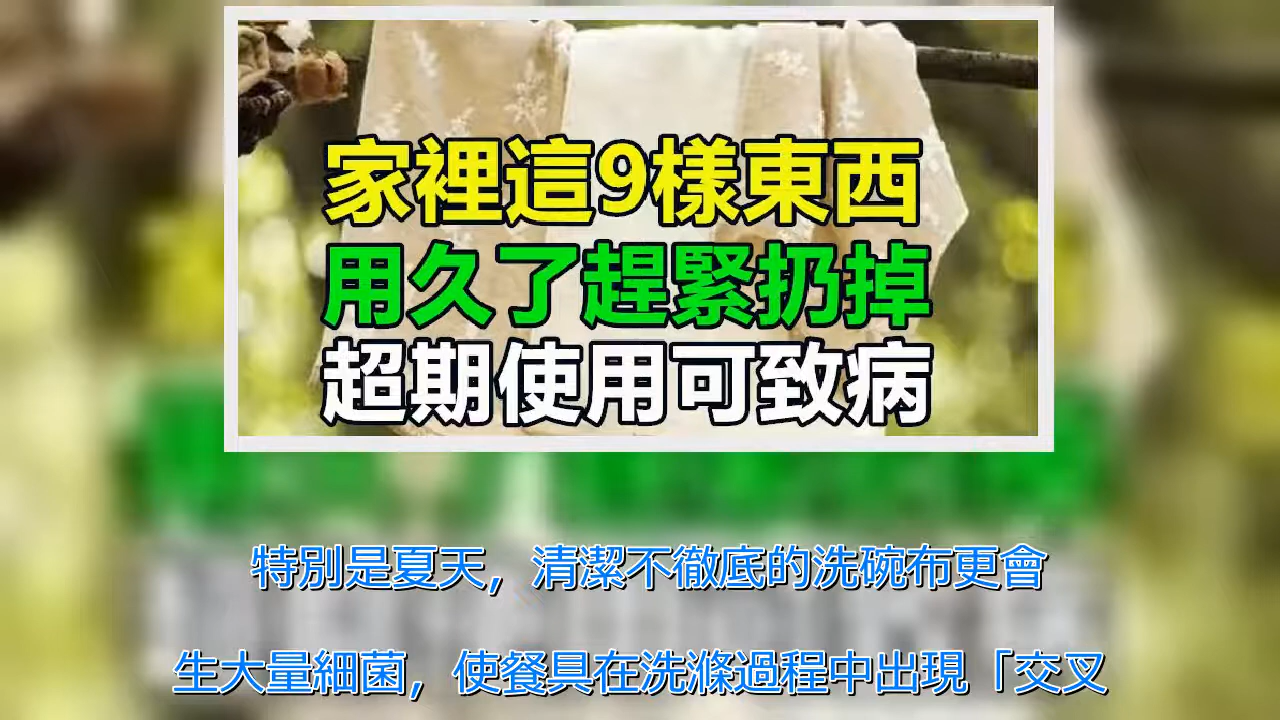 家裡這9樣東西
用久了趕緊扔掉
超期使用可致病
特別是夏天，清潔不徹底的洗碗布更會
生大量細菌，使餐具在洗滌過程中出現「交叉